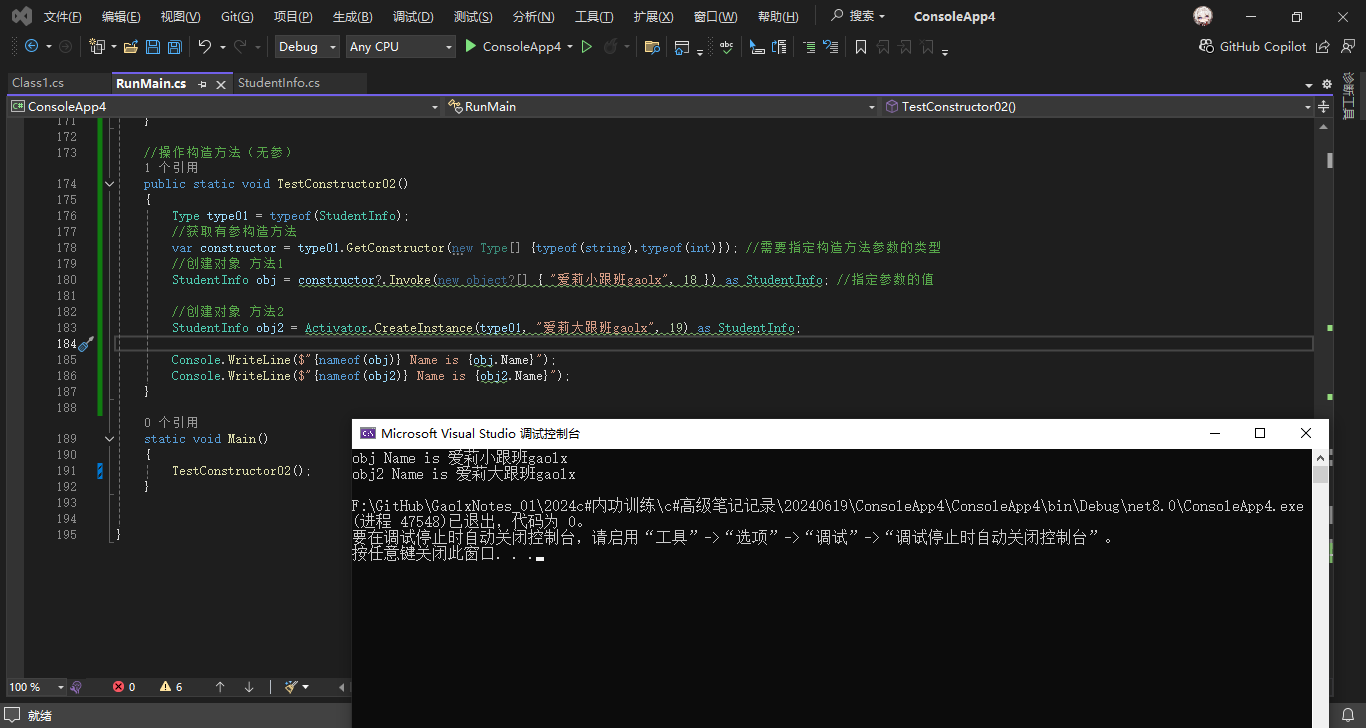 文件(F) 编辑(E) 视图(V) Git(G) 项目(P) 生成(B) 调试(D) 测试(S) 分析(N) 工具(T) 扩展(X) 窗口(W) 帮助(H) 搜索 ConsoleApp4
Debug Any CPU ConsoleApp4 GitHub Copilot
Class1.cs RunMain.cs StudentInfo.cs
诊断工具
ConsoleApp4 RunMain TestConstructor02()
171 }
172
173 //操作构造方法（无参）
1 个引用
174 public static void TestConstructor02()
175 {
176 Type type01 = typeof(StudentInfo);
177 //获取有参构造方法
178 var constructor = type01.GetConstructor(new Type[] {typeof(string),typeof(int)}); //需要指定构造方法参数的类型
179 //创建对象 方法1
180 StudentInfo obj = constructor?.Invoke(new object?[] { "爱莉小跟班gaolx", 18 }) as StudentInfo; //指定参数的值
181
182 //创建对象 方法2
183 StudentInfo obj2 = Activator.CreateInstance(type01, "爱莉大跟班gaolx", 19) as StudentInfo;
184
185 Console.WriteLine($"{nameof(obj)} Name is {obj.Name}");
186 Console.WriteLine($"{nameof(obj2)} Name is {obj2.Name}");
187 }
188
0 个引用
189 static void Main()
190 {
191 TestConstructor02();
192 }
193
194
195 }
Microsoft Visual Studio 调试控制台
obj Name is 爱莉小跟班gaolx
obj2 Name is 爱莉大跟班gaolx
F:\GitHub\GaolxNotes_01\2024c#内功训练\c#高级笔记记录\20240619\ConsoleApp4\ConsoleApp4\bin\Debug\net8.0\ConsoleApp4.exe
(进程 47548)已退出，代码为 0。
要在调试停止时自动关闭控制台，请启用“工具”->“选项”->“调试”->“调试停止时自动关闭控制台”。
按任意键关闭此窗口. . .
100 % 0 6
就绪